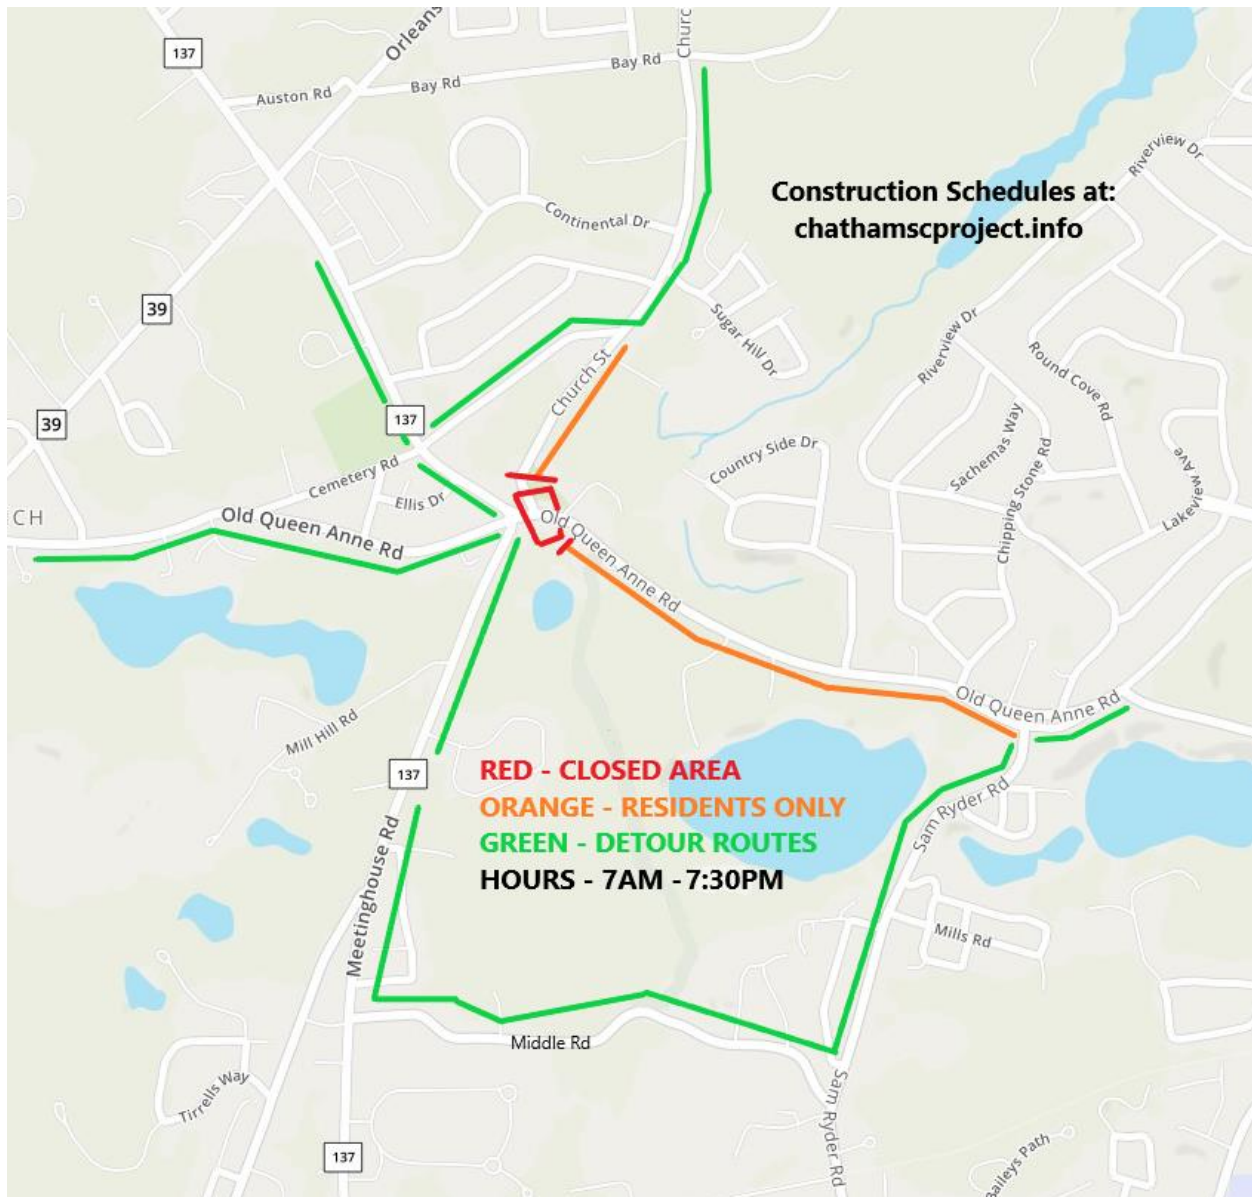 137
Orleans
Churc
Bay Rd
Bay Rd
Auston Rd
Riverview Dr
Construction Schedules at:
chathamscproject.info
Continental Dr
39
Sugar Hill Dr
Riverview Dr
Round Cove Rd
Church St
39
137
Sachemas Way
Country Side Dr
Chipping Stone Rd
Lakeview Ave
Cemetery Rd
Ellis Dr
CH
Old Queen Anne Rd
Old Queen Anne Rd
Old Queen Anne Rd
Mill Hill Rd
137
RED - CLOSED AREA
ORANGE - RESIDENTS ONLY
GREEN - DETOUR ROUTES
HOURS - 7AM -7:30PM
Sam Ryder Rd
Meetinghouse Rd
Mills Rd
Middle Rd
Tirrells Way
Sam Ryder Rd
137
Baileys Path